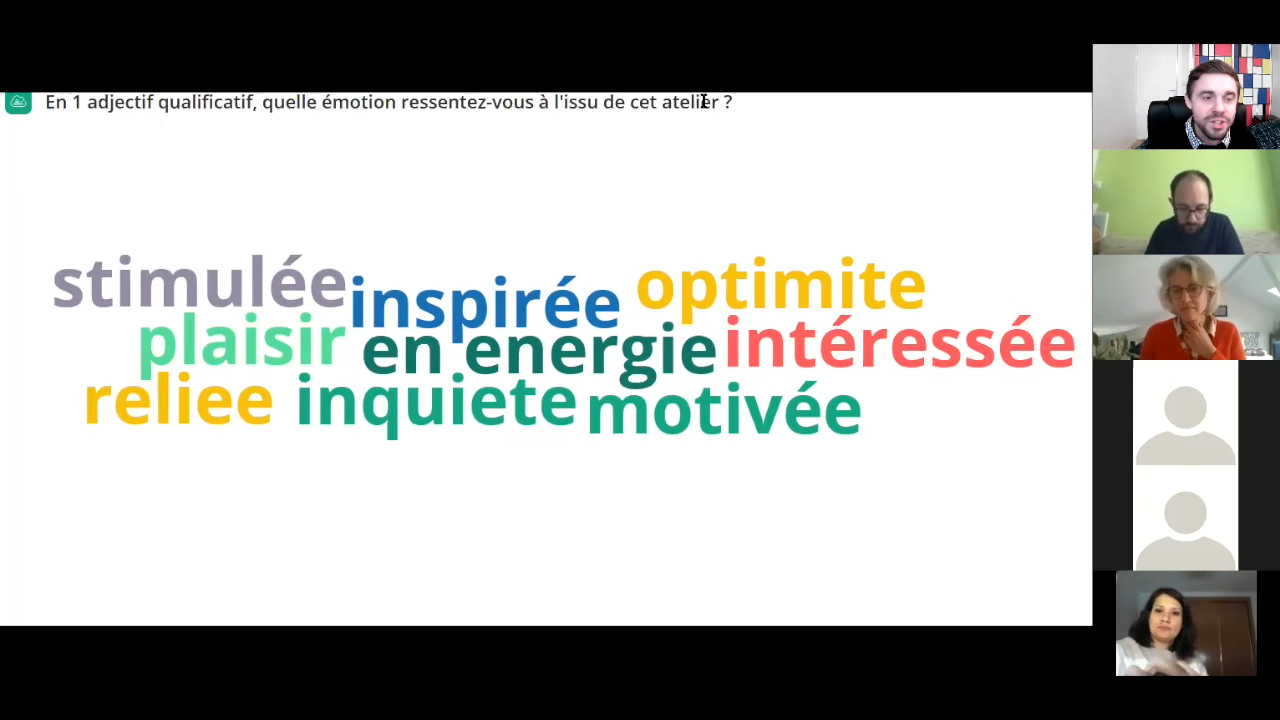 En 1 adjectif qualificatif, quelle émotion ressentez-vous à l'issu de cet atelier ?
stimulée
inspirée
optimite
plaisir
en energie
intéressée
reliee
inquiete
motivée